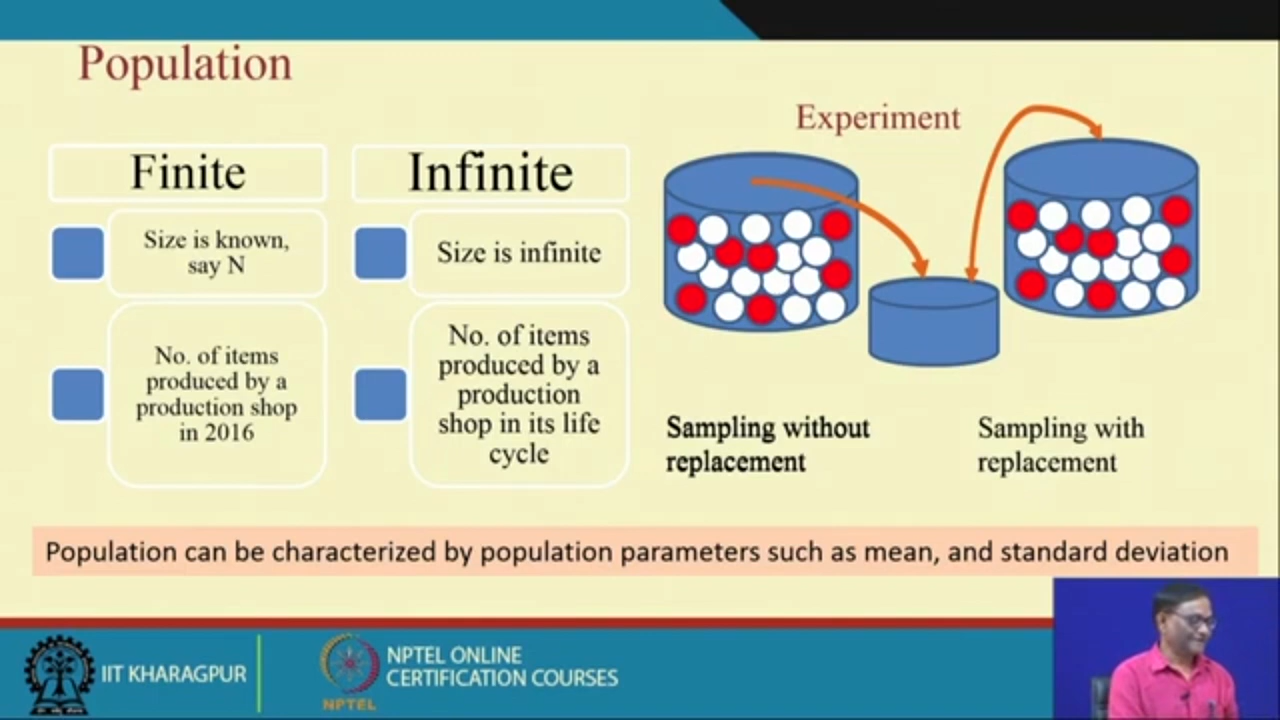 Population
Finite
Size is known,
say N
No. of items
produced by a
production shop
in 2016
Infinite
Size is infinite
No. of items
produced by a
production
shop in its life
cycle
Experiment
Sampling without
replacement
Sampling with
replacement
Population can be characterized by population parameters such as mean, and standard deviation
IIT KHARAGPUR
NPTEL
NPTEL ONLINE
CERTIFICATION COURSES